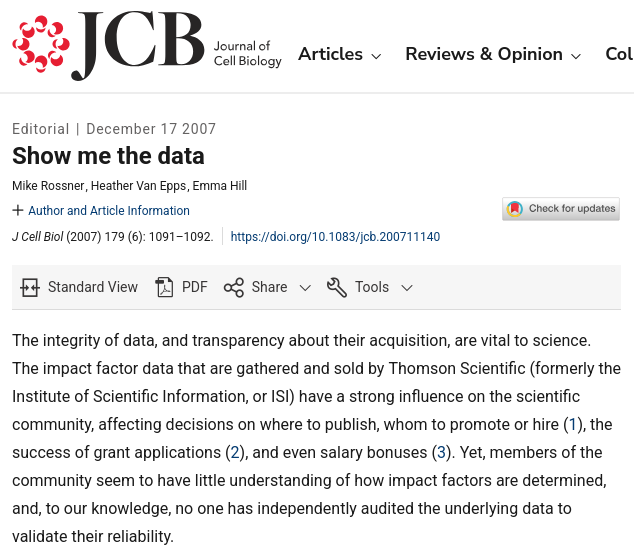 JCB Journal of
Cell Biology
Articles Reviews & Opinion Col
Editorial | December 17 2007
Show me the data
Mike Rossner, Heather Van Epps, Emma Hill
Author and Article Information
Check for updates
J Cell Biol (2007) 179 (6): 1091–1092. https://doi.org/10.1083/jcb.200711140
Standard View PDF Share Tools
The integrity of data, and transparency about their acquisition, are vital to science.
The impact factor data that are gathered and sold by Thomson Scientific (formerly the
Institute of Scientific Information, or ISI) have a strong influence on the scientific
community, affecting decisions on where to publish, whom to promote or hire (1), the
success of grant applications (2), and even salary bonuses (3). Yet, members of the
community seem to have little understanding of how impact factors are determined,
and, to our knowledge, no one has independently audited the underlying data to
validate their reliability.